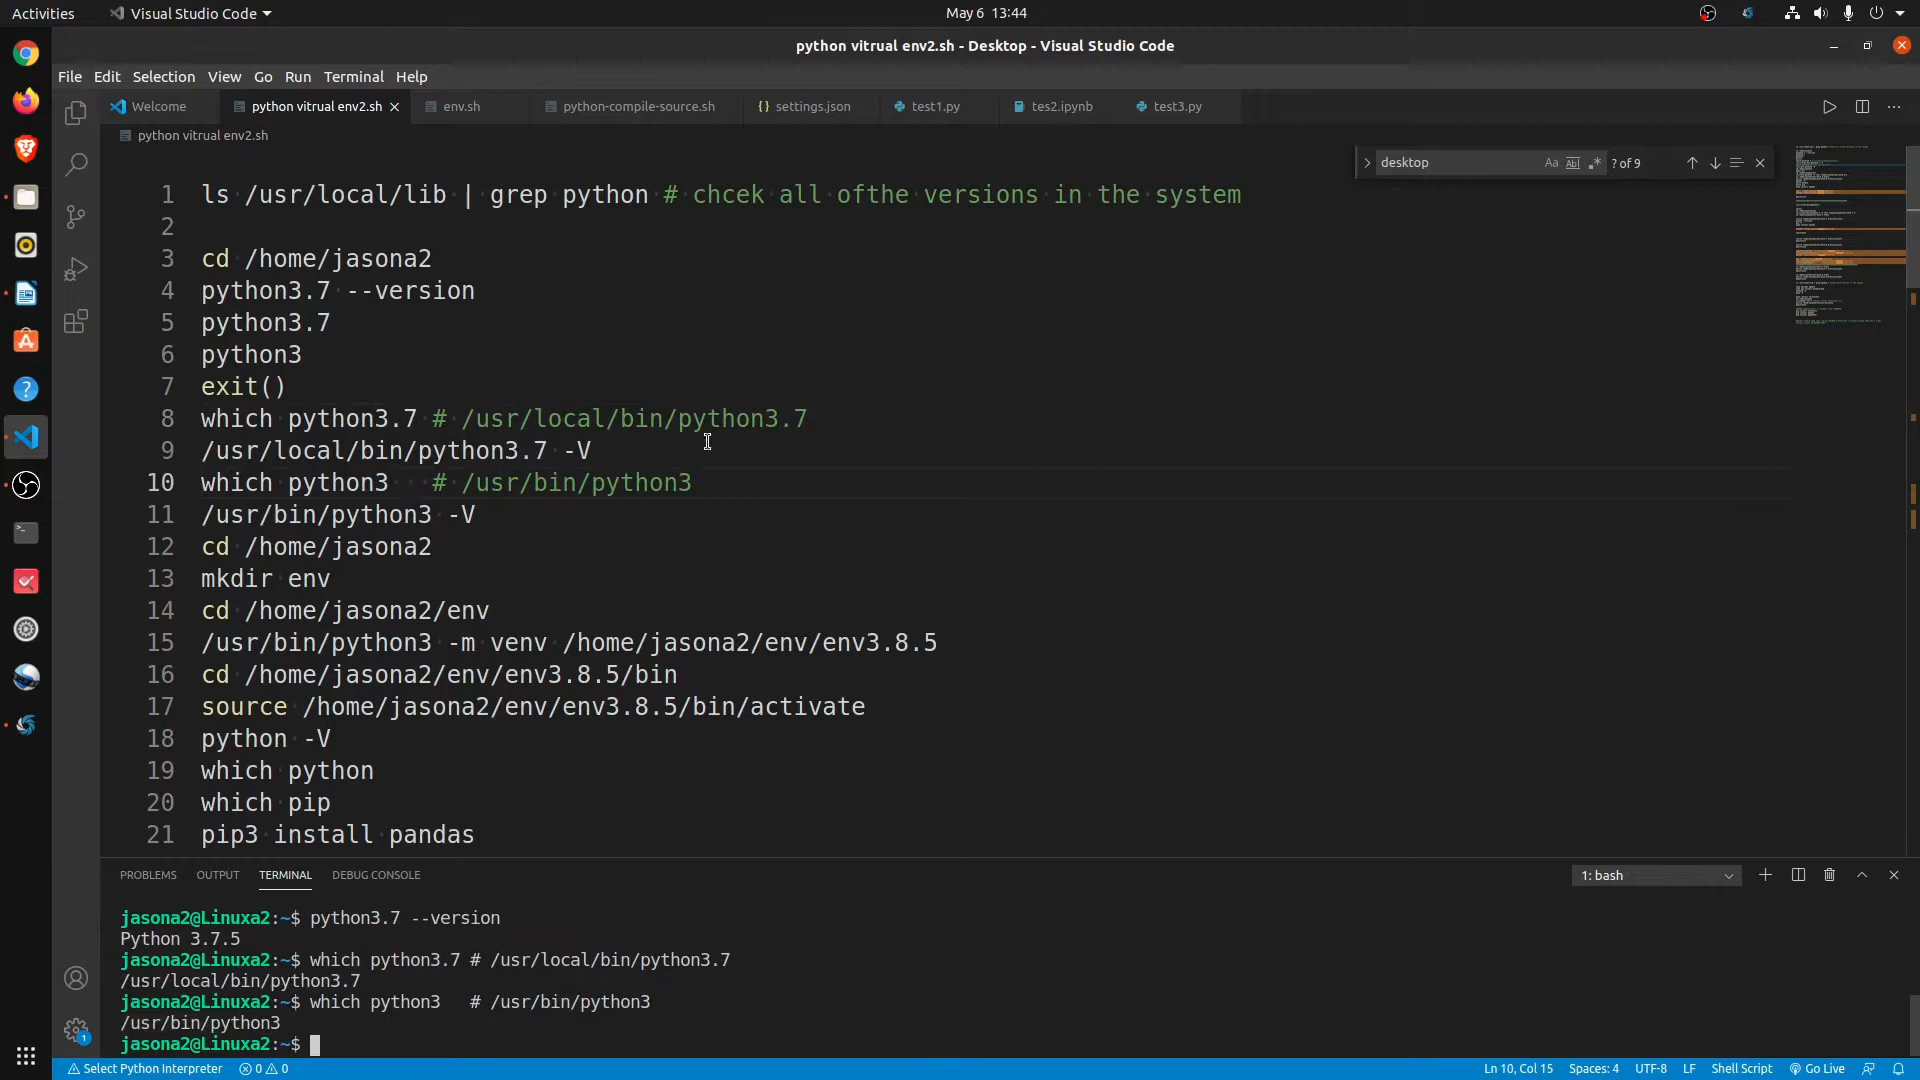 Activities Visual Studio Code May 6 13:44
python vitrual env2.sh - Desktop - Visual Studio Code
File Edit Selection View Go Run Terminal Help
Welcome python vitrual env2.sh env.sh python-compile-source.sh settings.json test1.py tes2.ipynb test3.py
python vitrual env2.sh
desktop Aa Abl ? of 9
1 ls /usr/local/lib | grep python # chcek all ofthe versions in the system
2
3 cd /home/jasona2
4 python3.7 --version
5 python3.7
6 python3
7 exit()
8 which python3.7 # /usr/local/bin/python3.7
9 /usr/local/bin/python3.7 -V
10 which python3   # /usr/bin/python3
11 /usr/bin/python3 -V
12 cd /home/jasona2
13 mkdir env
14 cd /home/jasona2/env
15 /usr/bin/python3 -m venv /home/jasona2/env/env3.8.5
16 cd /home/jasona2/env/env3.8.5/bin
17 source /home/jasona2/env/env3.8.5/bin/activate
18 python -V
19 which python
20 which pip
21 pip3 install pandas
PROBLEMS OUTPUT TERMINAL DEBUG CONSOLE 1: bash
jasona2@Linuxa2:~$ python3.7 --version
Python 3.7.5
jasona2@Linuxa2:~$ which python3.7 # /usr/local/bin/python3.7
/usr/local/bin/python3.7
jasona2@Linuxa2:~$ which python3   # /usr/bin/python3
/usr/bin/python3
jasona2@Linuxa2:~$
1
Select Python Interpreter 0 0 Ln 10, Col 15 Spaces: 4 UTF-8 LF Shell Script Go Live